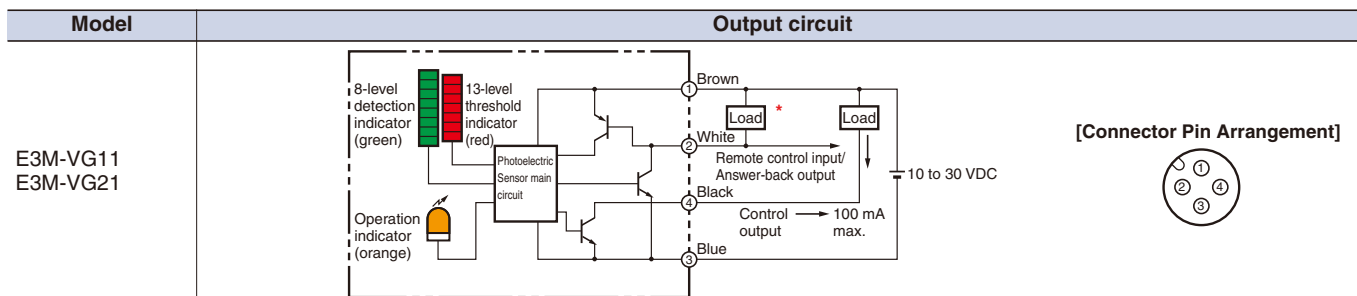 Model
Output circuit
E3M-VG11
E3M-VG21
8-level
detection
indicator
(green)
13-level
threshold
indicator
(red)
Photoelectric
Sensor main
circuit
Operation
indicator
(orange)
1
Brown
2
White
4
Black
3
Blue
Load
*
Load
Remote control input/
Answer-back output
Control
output
100 mA
max.
10 to 30 VDC
[Connector Pin Arrangement]
1
2
4
3